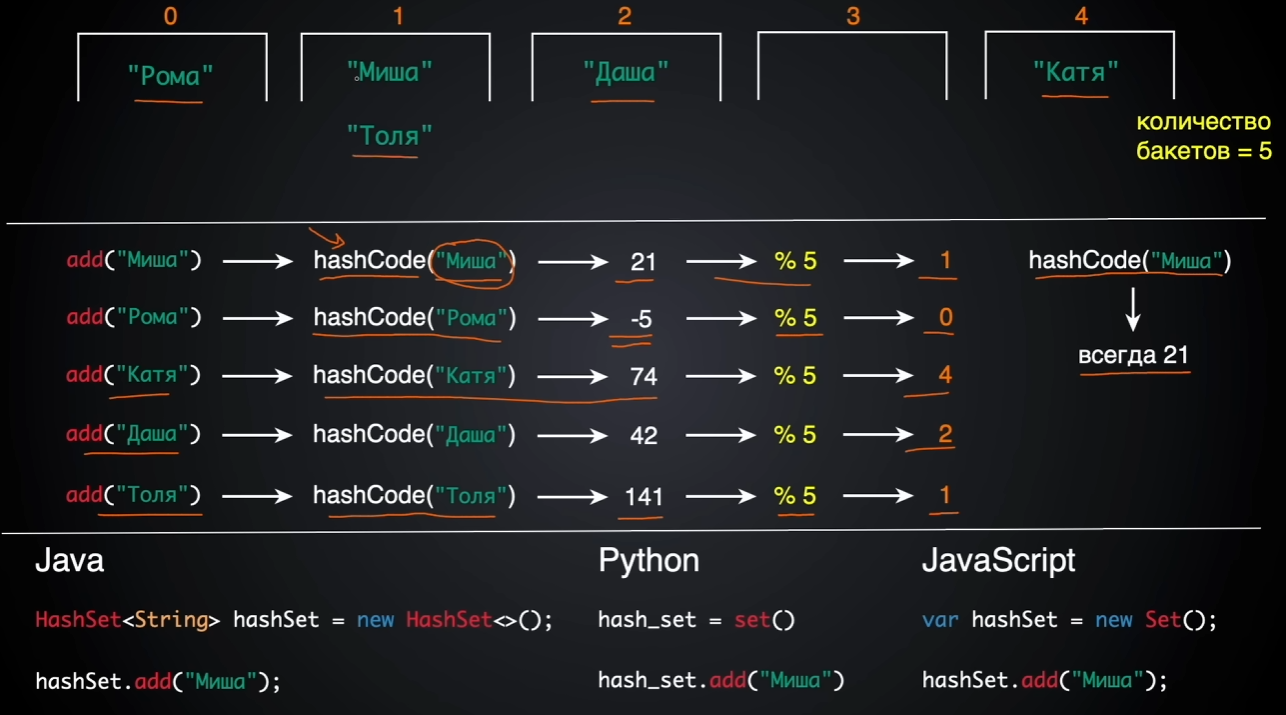 0 1 2 3 4
"Рома" "Миша" "Даша" "Катя"
"Толя"
количество
бакетов = 5
add("Миша") hashCode("Миша") 21 % 5 1 hashCode("Миша")
add("Рома") hashCode("Рома") -5 % 5 0
всегда 21
add("Катя") hashCode("Катя") 74 % 5 4
add("Даша") hashCode("Даша") 42 % 5 2
add("Толя") hashCode("Толя") 141 % 5 1
Java Python JavaScript
HashSet<String> hashSet = new HashSet<>(); hash_set = set() var hashSet = new Set();
hashSet.add("Миша"); hash_set.add("Миша") hashSet.add("Миша");